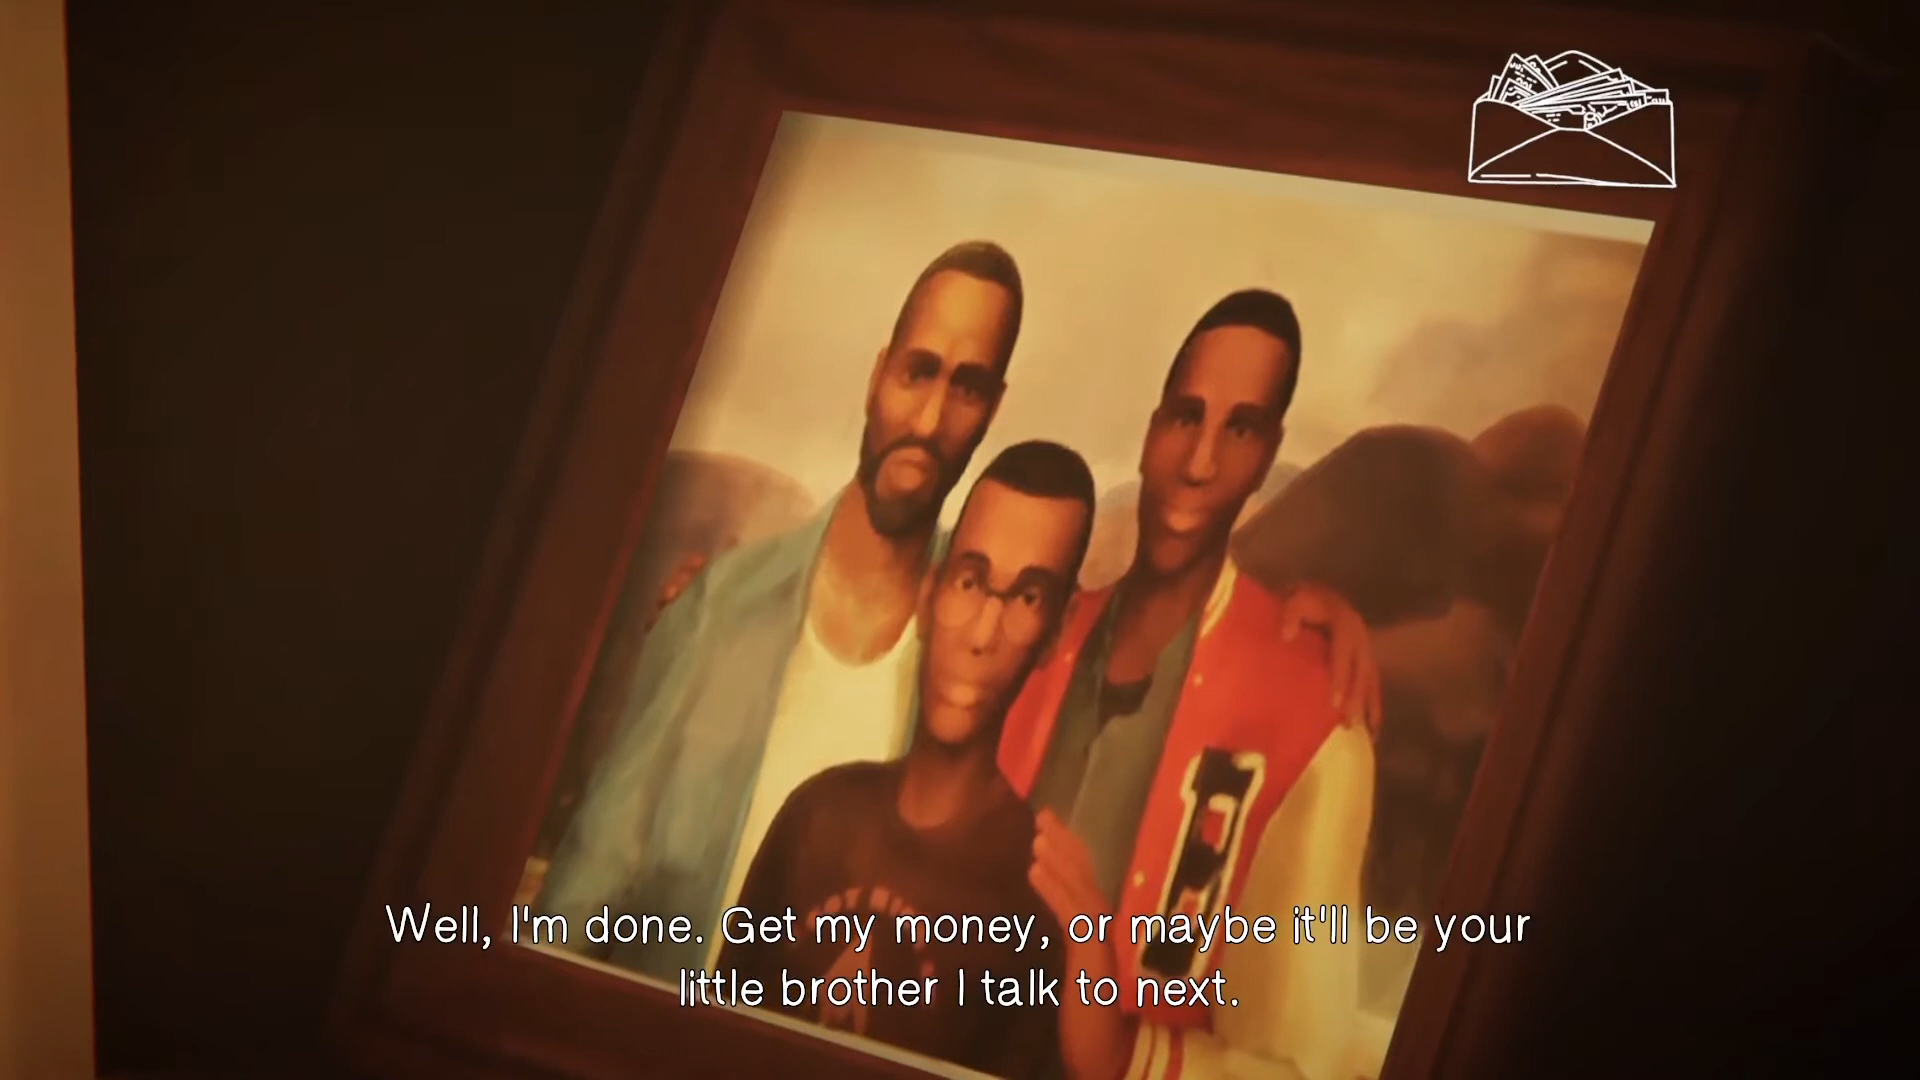 Well, I'm done. Get my money, or maybe it'll be your
little brother I talk to next.